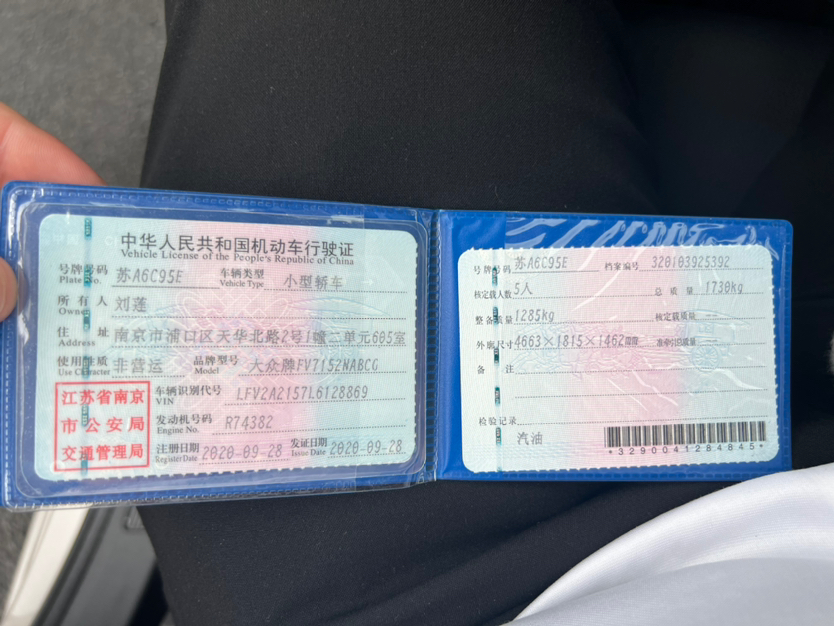 中华人民共和国机动车行驶证
Vehicle License of the People's Republic of China
号牌号码 苏A6C95E 车辆类型 小型轿车
Plate No. Vehicle Type
所有人 刘莲
Owner
住址 南京市浦口区天华北路2号1幢二单元605室
Address
使用性质 非营运 品牌型号 大众牌FV7152NABCG
Use Character Model
江苏省南京
市公安局
交通管理局
车辆识别代号 LFV2A2157L6128869
VIN
发动机号码 R74382
Engine No.
注册日期 2020-09-28 发证日期 2020-09-28
Register Date Issue Date
号牌号码 苏A6C95E 档案编号 320103925392
核定载人数 5人 总质量 1730kg
整备质量 1285kg 核定载质量 --
外廓尺寸 4663×1815×1462 准牵引总质量 --
备注
检验记录
汽油
*3290041284845*